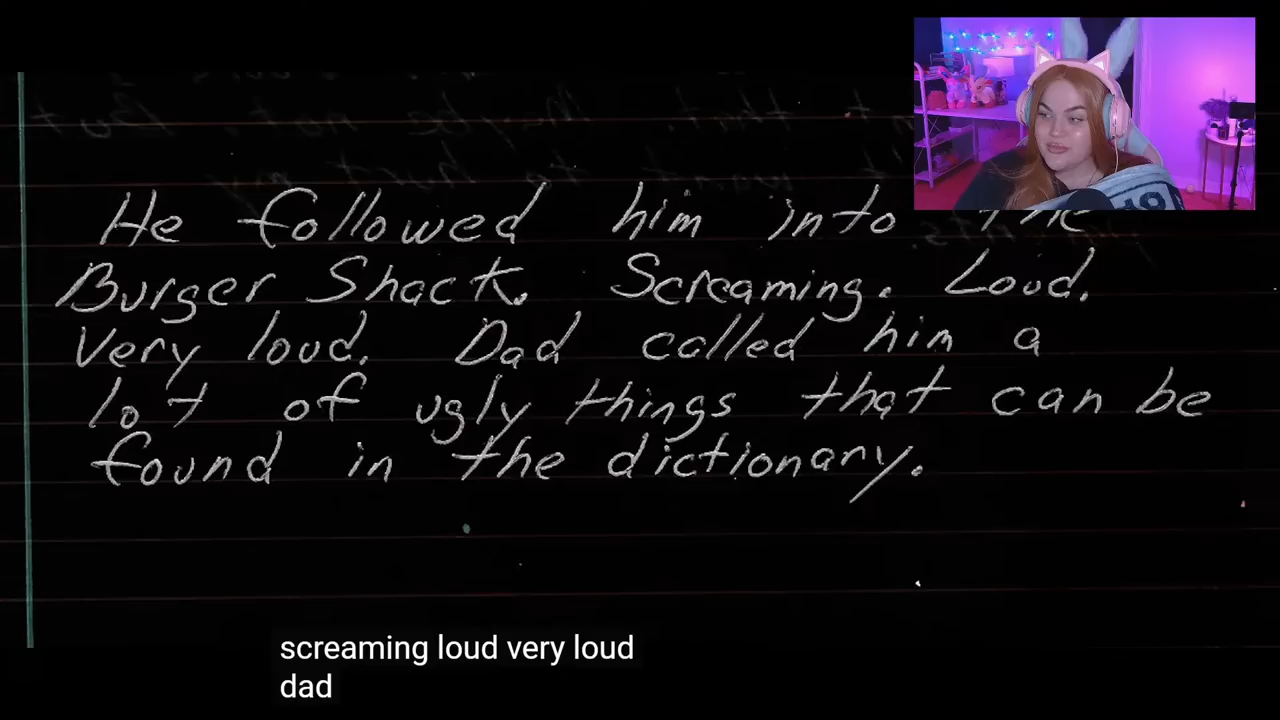 He followed him into the
Burger Shack. Screaming. Loud.
Very loud. Dad called him a
lot of ugly things that can be
found in the dictionary.
screaming loud very loud
dad